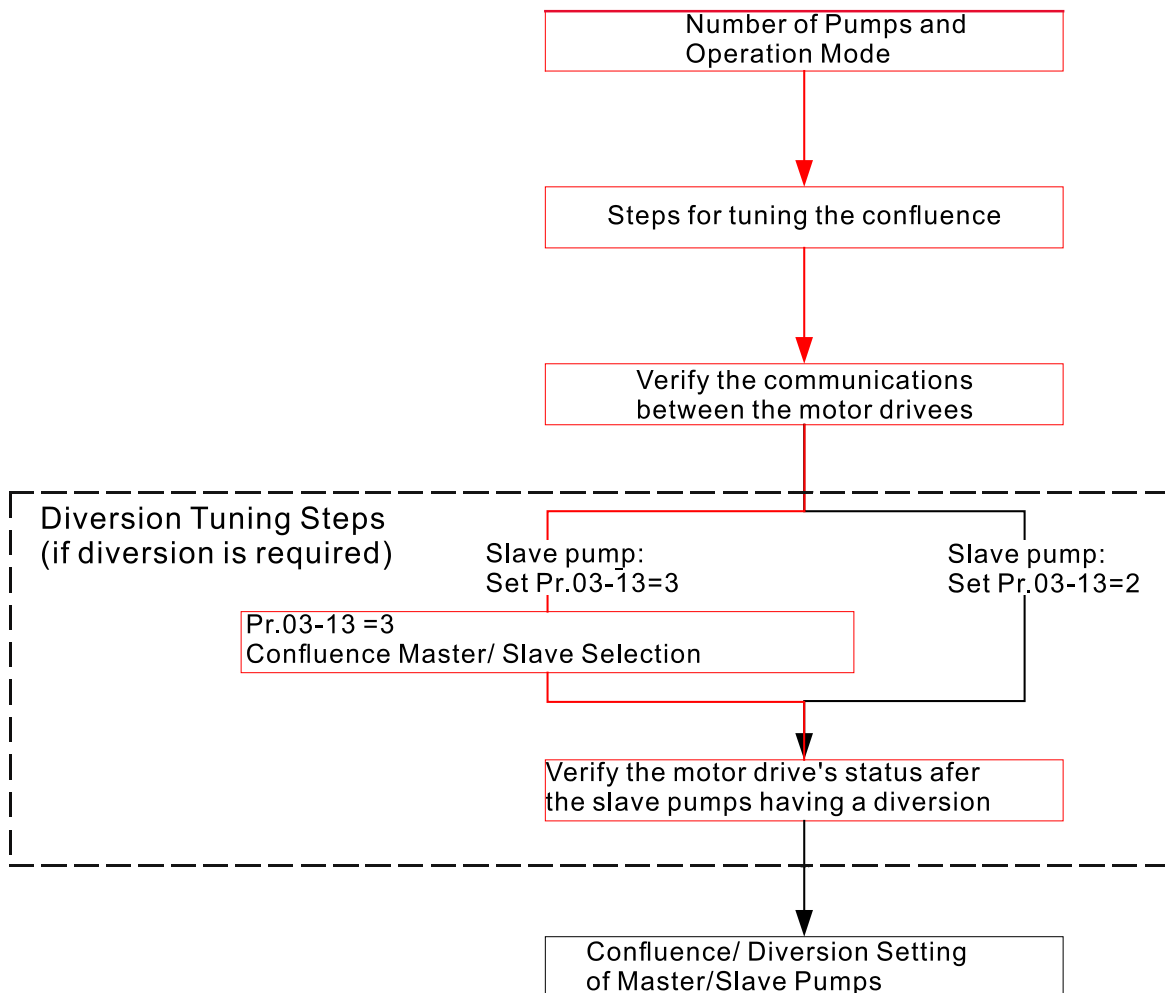 Number of Pumps and
Operation Mode
Steps for tuning the confluence
Verify the communications
between the motor drivees
Diversion Tuning Steps
(if diversion is required)
Slave pump:
Set Pr.03-13=3
Slave pump:
Set Pr.03-13=2
Pr.03-13 =3
Confluence Master/ Slave Selection
Verify the motor drive's status afer
the slave pumps having a diversion
Confluence/ Diversion Setting
of Master/Slave Pumps